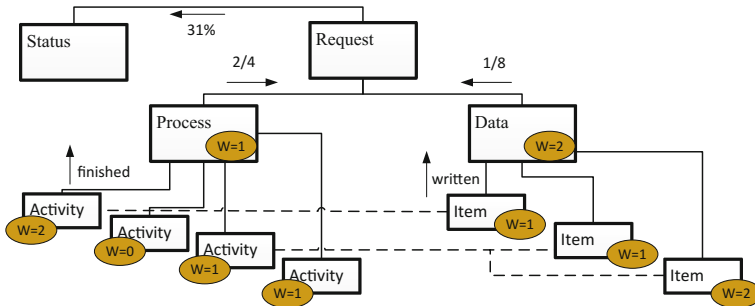 31%
Status
Request
2/4
1/8
Process
W=1
Data
W=2
finished
written
Activity
W=2
Activity
W=0
Activity
W=1
Activity
W=1
Item
W=1
Item
W=1
Item
W=2